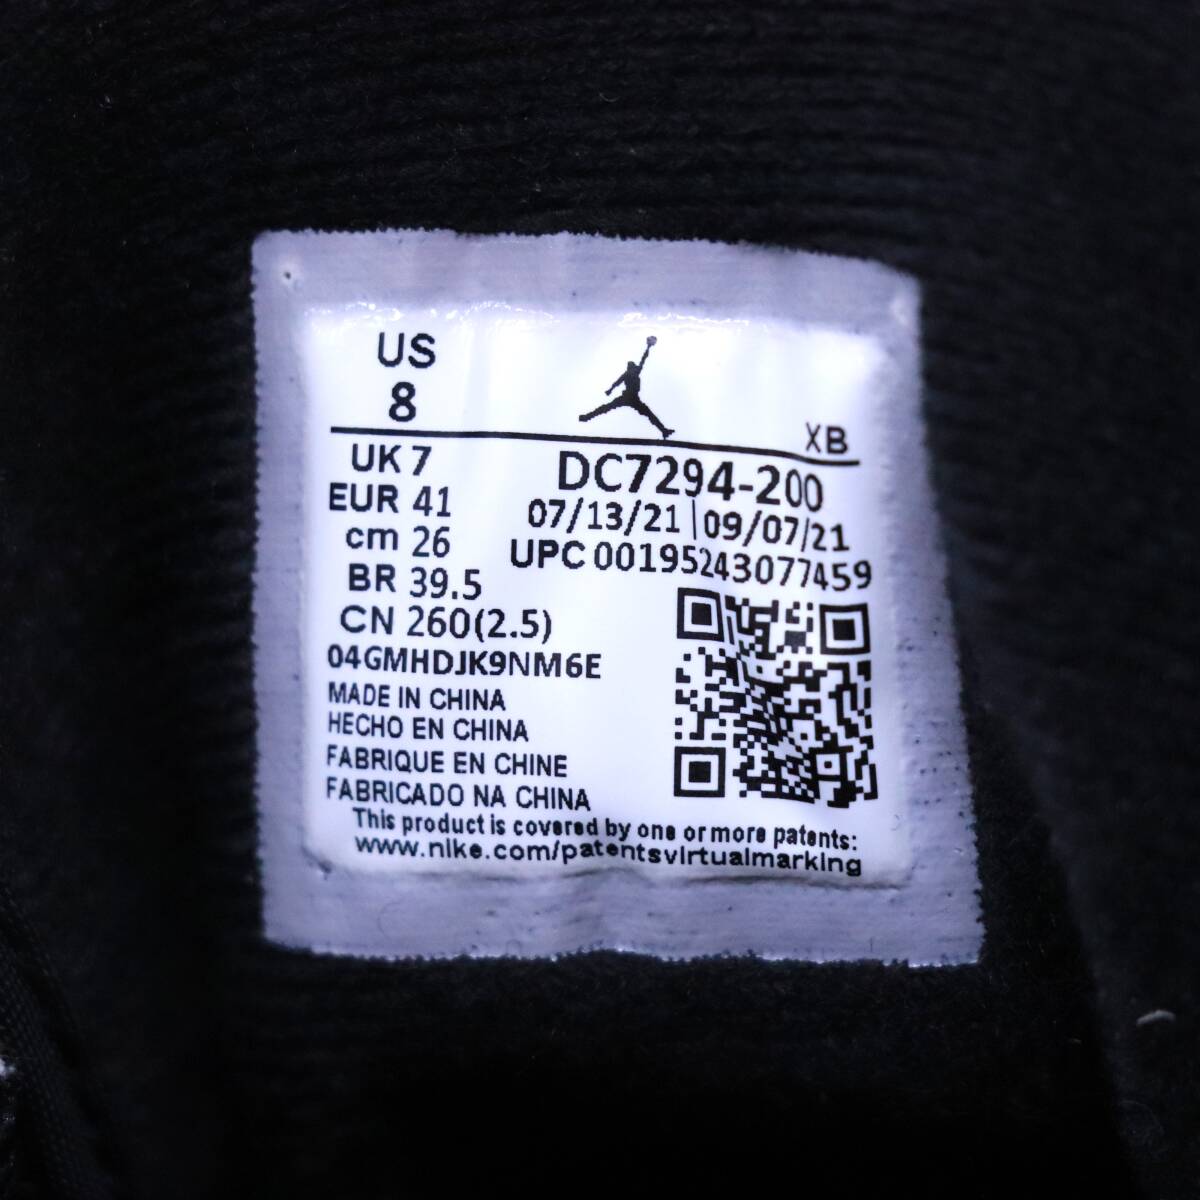 US
8
XB
UK 7
EUR 41
cm 26
BR 39.5
CN 260(2.5)
DC7294-200
07/13/21 | 09/07/21
UPC 00195243077459
04GMHDJK9NM6E
MADE IN CHINA
HECHO EN CHINA
FABRIQUE EN CHINE
FABRICADO NA CHINA
This product is covered by one or more patents:
www.nike.com/patentsvirtualmarking